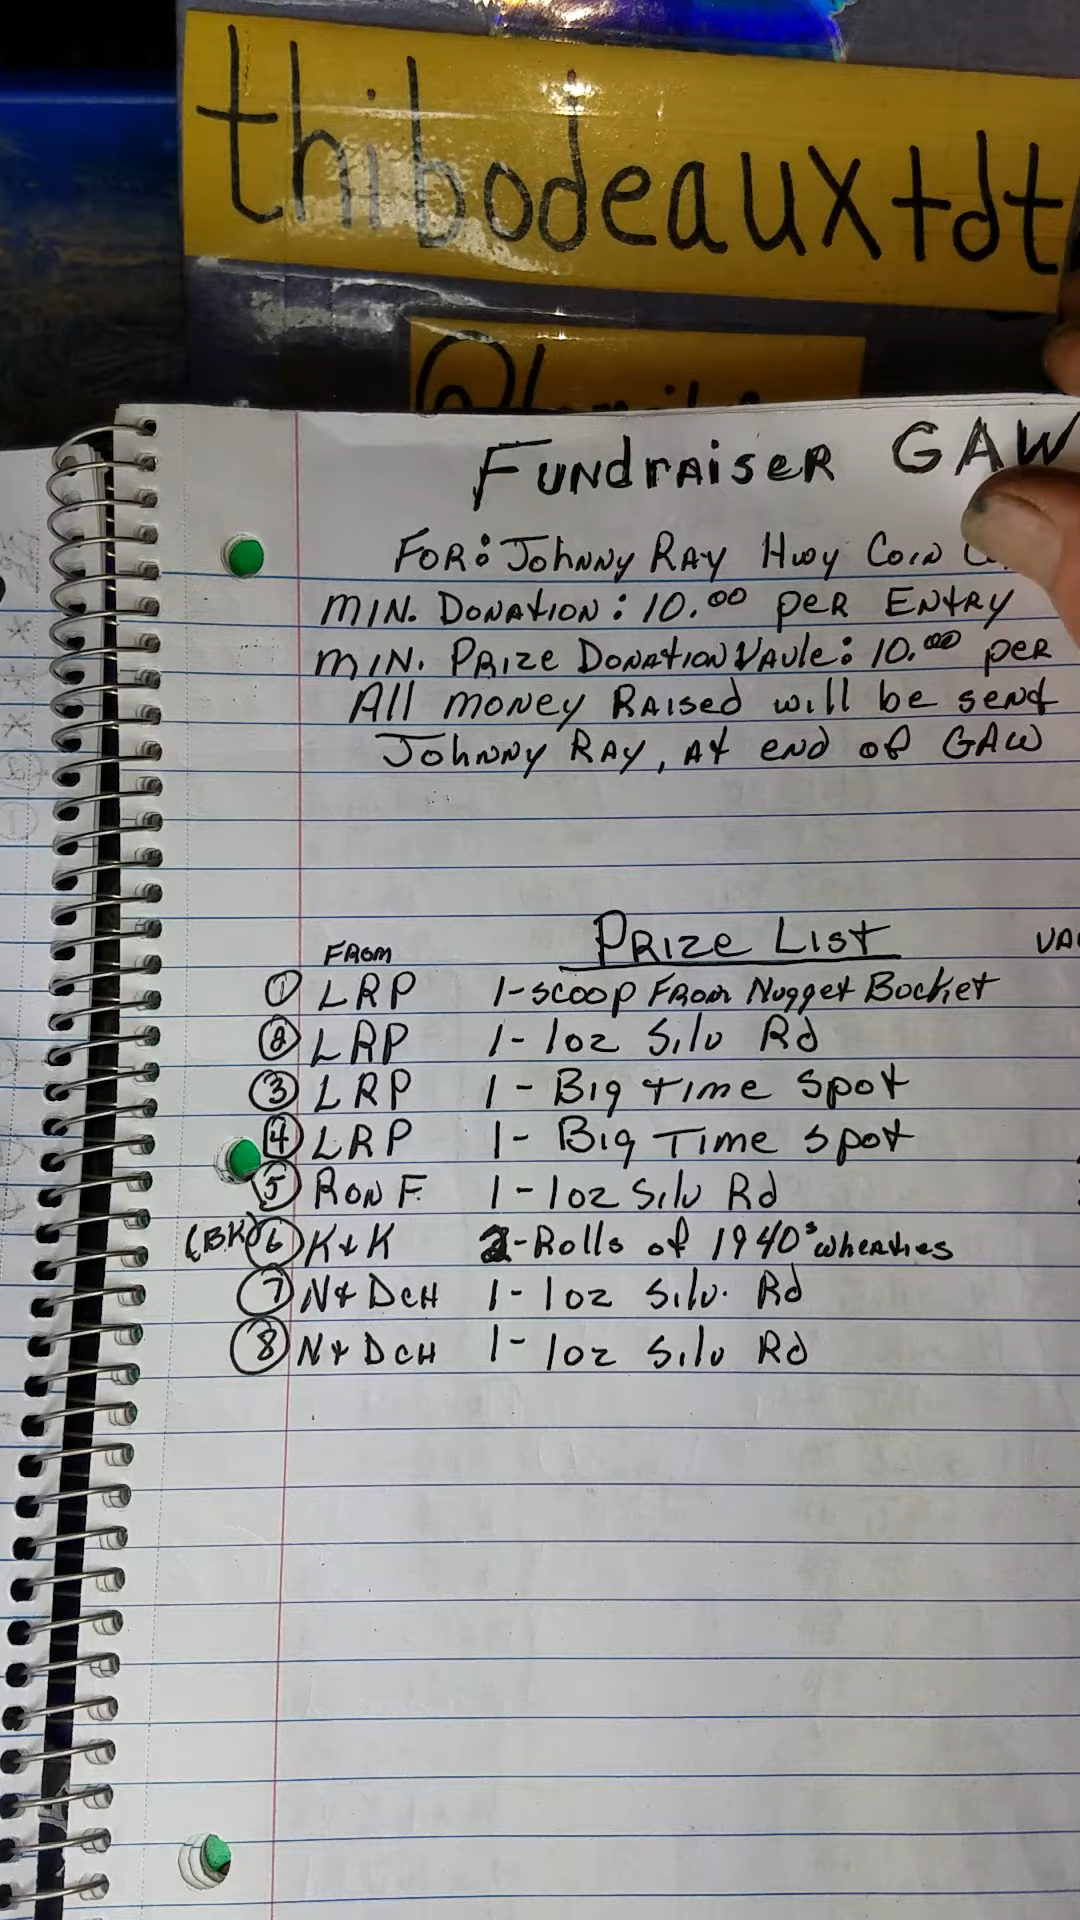 thibodeauxtdt
Fundraiser GAW
FOR: Johnny Ray Hwy Coin
MIN. Donation: 10.00 per Entry
MIN. Prize Donation Vaule: 10.00 per
All money Raised will be send
Johnny Ray, At end of GAW
Prize List
From
VAL
1 LRP 1-scoop From Nugget Bocket
2 LRP 1-1oz Silv Rd
3 LRP 1-Big Time Spot
4 LRP 1-Big Time Spot
5 Ron F. 1-1oz Silv Rd
(BK) 6 K+K 2-Rolls of 1940s wheaties
7 N+DCH 1-1oz Silv. Rd
8 N+DCH 1-1oz Silv Rd